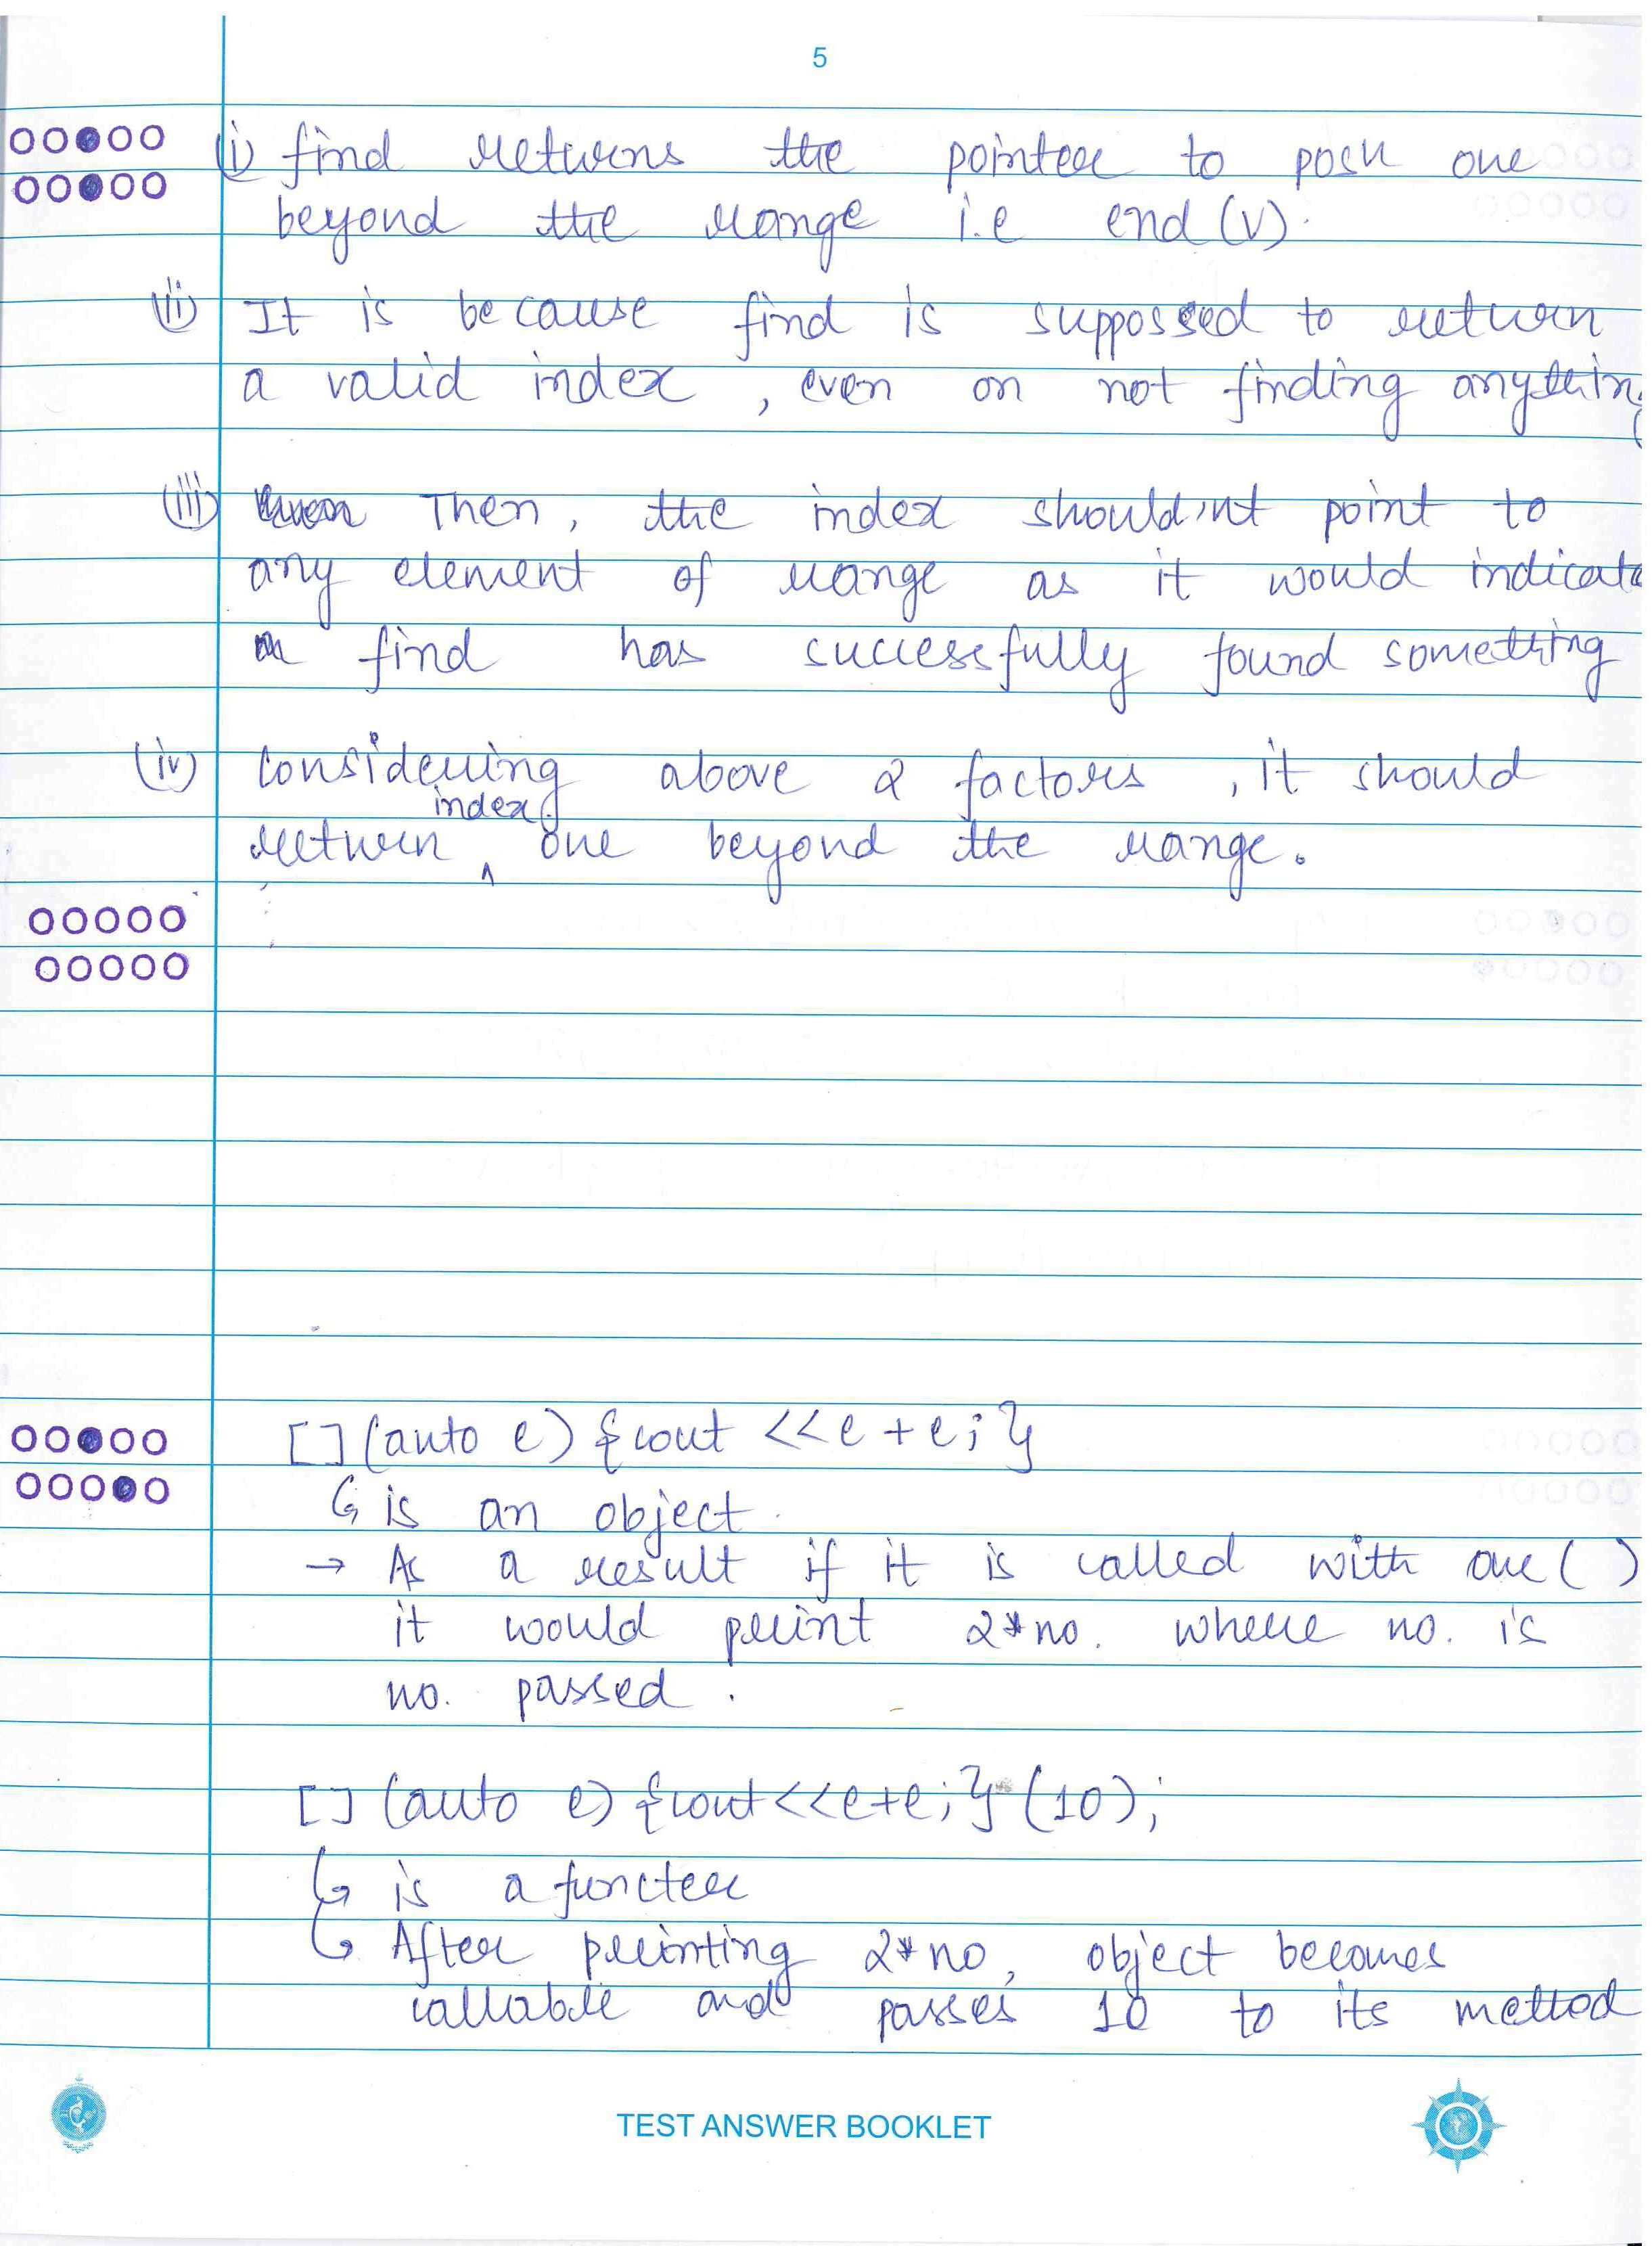 5
(i) find returns the pointer to posn one
beyond the range i.e end(v).
(ii) It is because find is suppossed to return
a valid index, even on not finding anything
(iii) Then, the index should'nt point to
any element of range as it would indicate
find has successfully found something
(iv) Considering above 2 factors, it should
return index one beyond the range.
[](auto e){cout<<e+e;}
↳ is an object.
→ As a result if it is called with one ( )
it would print 2*no. where no. is
no. passed.
[](auto e){cout<<e+e;}(10);
↳ is a functer
↳ After printing 2*no, object becomes
callable and passes 10 to its method
TEST ANSWER BOOKLET